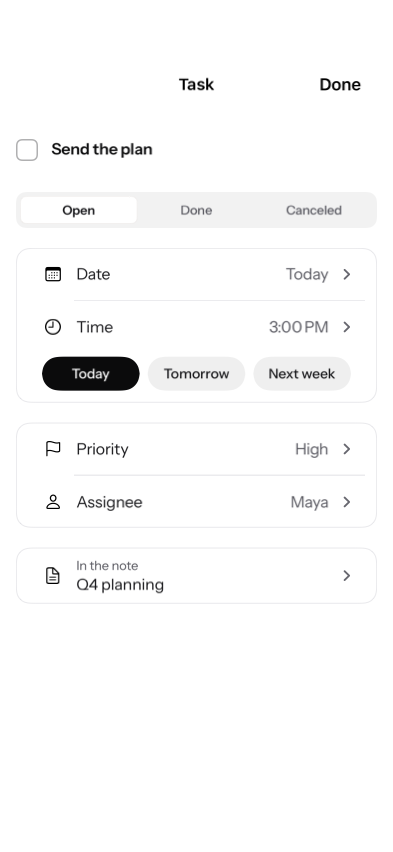 Task
Done
Send the plan
Open
Done
Canceled
Date
Today
Time
3:00 PM
Today
Tomorrow
Next week
Priority
High
Assignee
Maya
In the note
Q4 planning